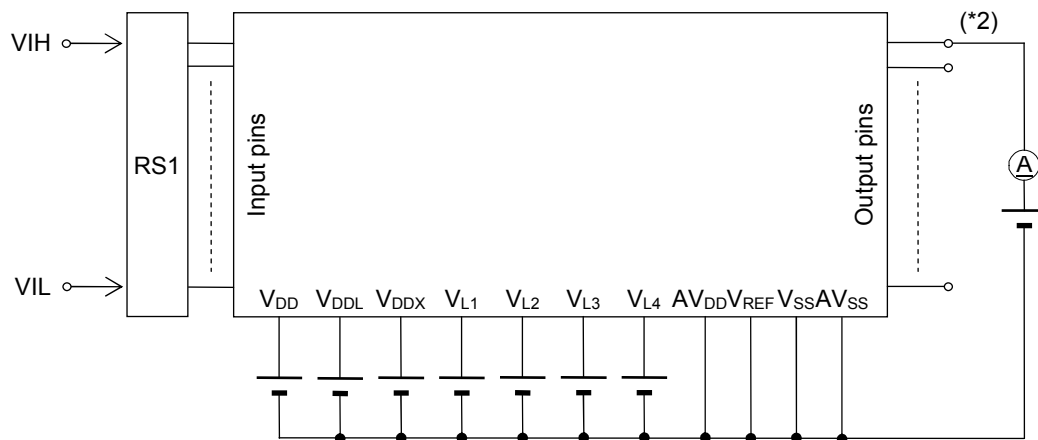 VIH
RS1
VIL
Input pins
Output pins
(*2)
A
VDD VDDL VDDX VL1 VL2 VL3 VL4 AVDD VREF VSS AVSS